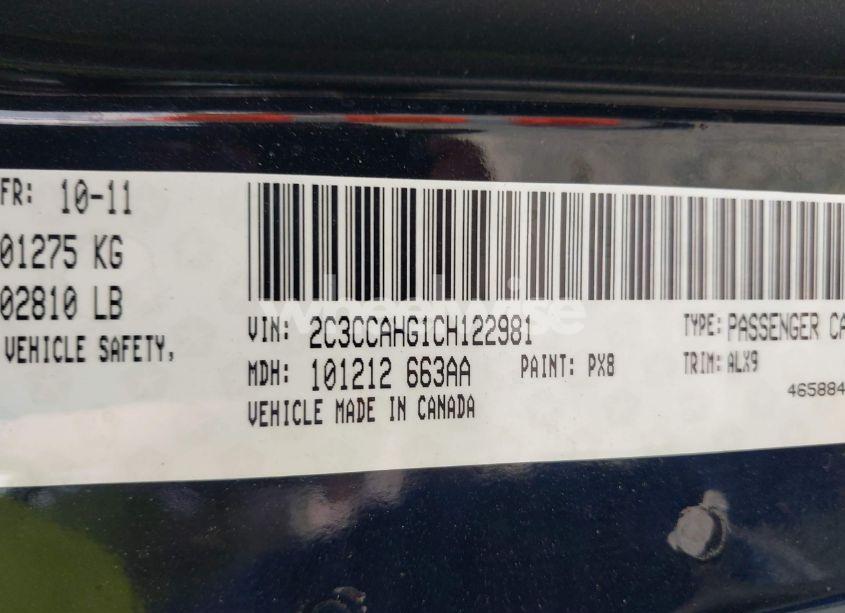 FR: 10-11
01275 KG
02810 LB
VEHICLE SAFETY,
VIN: 2C3CCAHG1CH122981
TYPE: PASSENGER CA
MDH: 101212 663AA
PAINT: PX8
TRIM: ALX9
VEHICLE MADE IN CANADA
465884
wheelwise